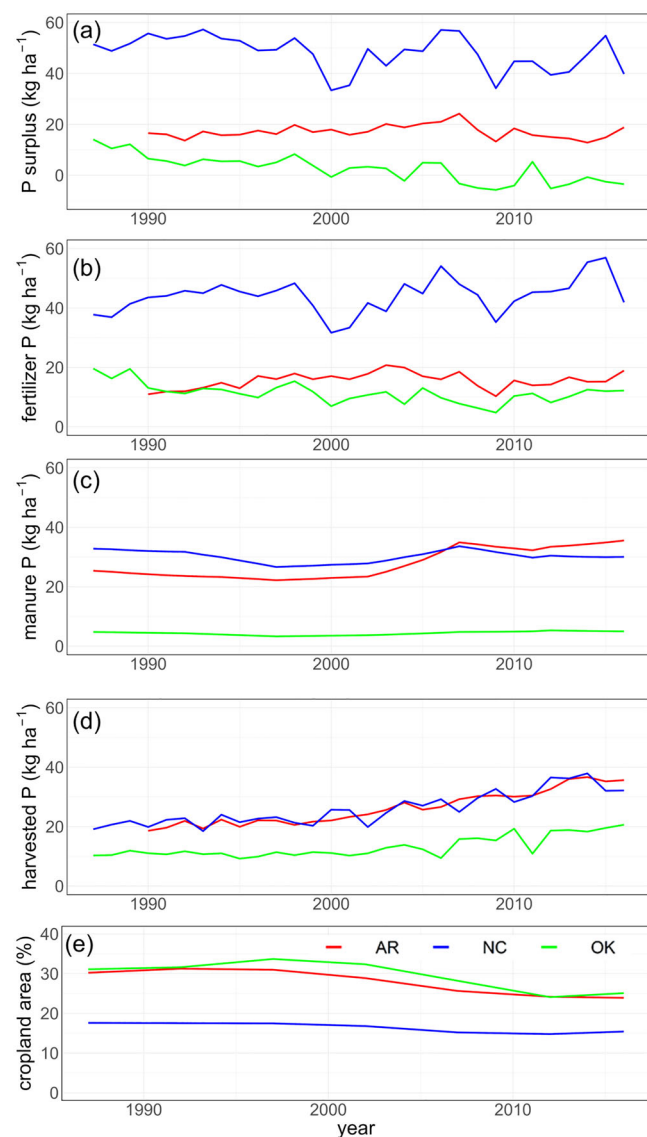 (a)
P surplus (kg ha⁻¹)
60
40
20
0
1990 2000 2010
(b)
fertilizer P (kg ha⁻¹)
60
40
20
0
1990 2000 2010
(c)
manure P (kg ha⁻¹)
60
40
20
0
1990 2000 2010
(d)
harvested P (kg ha⁻¹)
60
40
20
0
1990 2000 2010
(e)
cropland area (%)
40
30
20
10
0
AR NC OK
1990 2000 2010
year